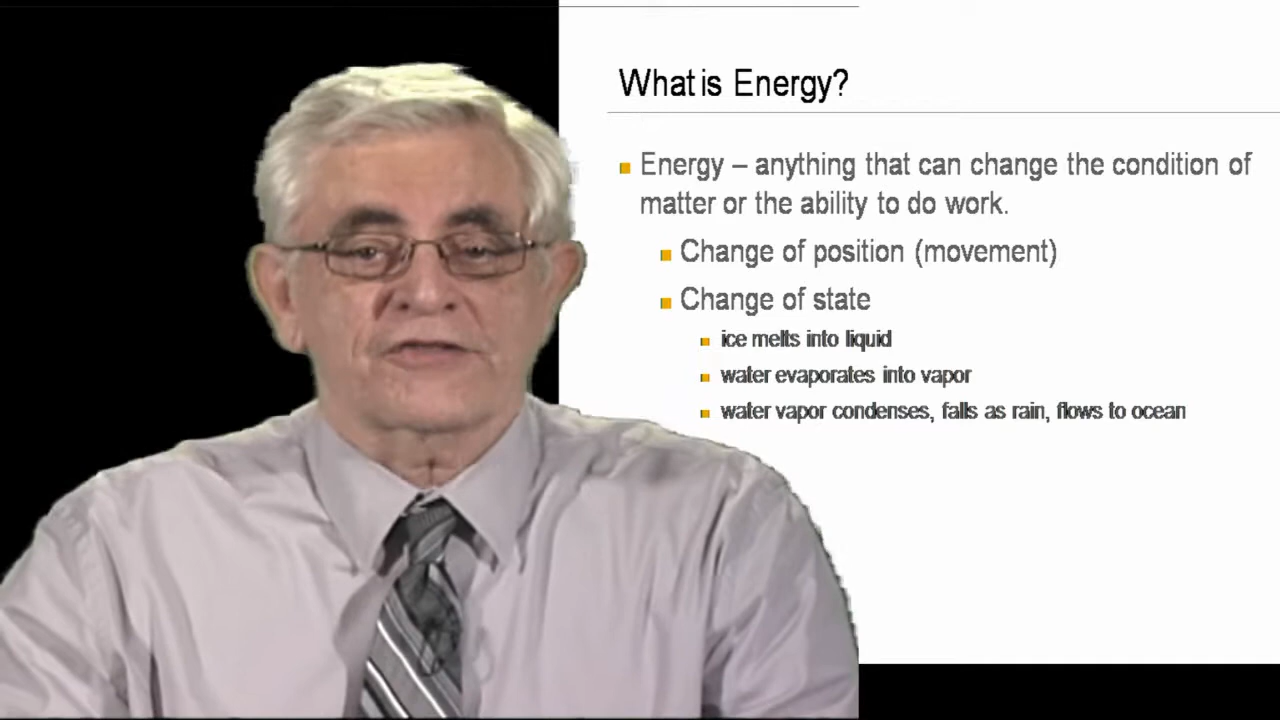 What is Energy?
Energy – anything that can change the condition of
matter or the ability to do work.
Change of position (movement)
Change of state
ice melts into liquid
water evaporates into vapor
water vapor condenses, falls as rain, flows to ocean